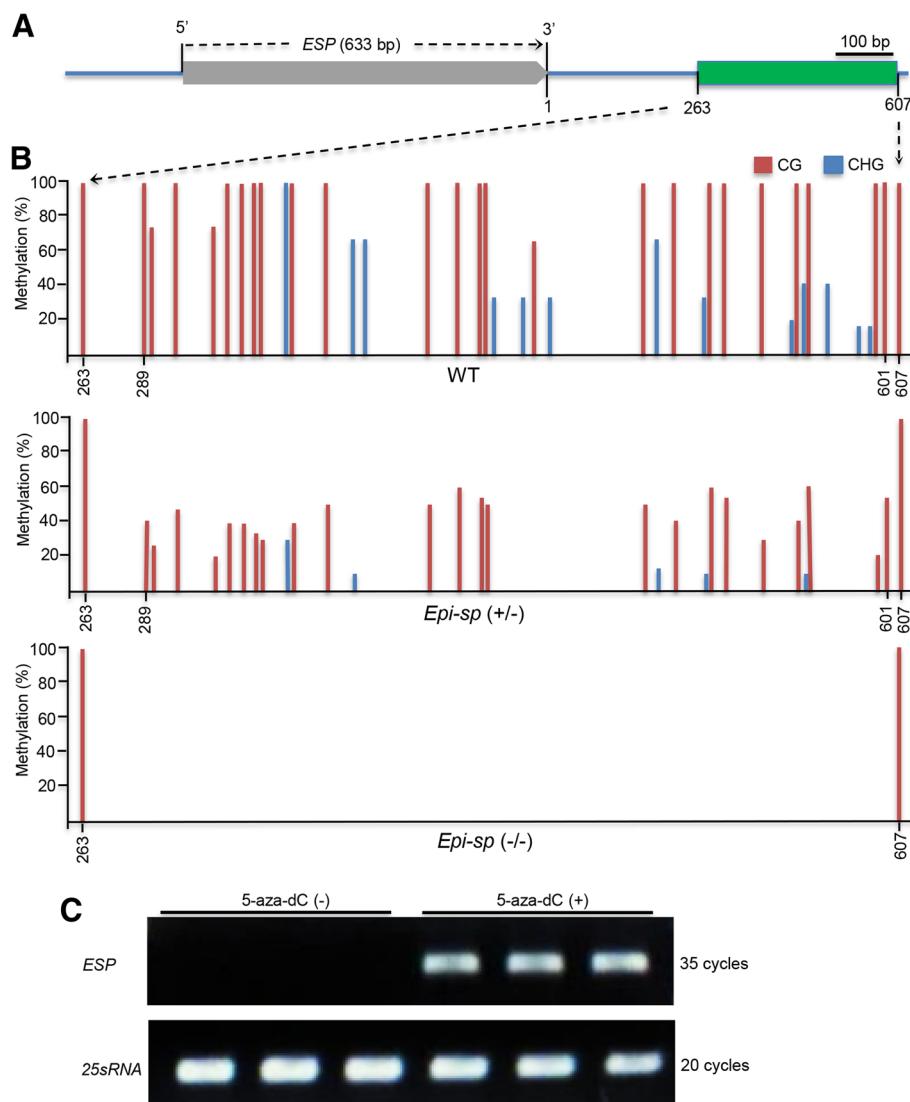 A
5’
ESP (633 bp)
3’
100 bp
1
263
607
B
CG
CHG
Methylation (%)
100
80
60
40
20
263
289
WT
601
607
Methylation (%)
100
80
60
40
20
263
289
Epi-sp (+/-)
601
607
Methylation (%)
100
80
60
40
20
263
Epi-sp (-/-)
607
C
5-aza-dC (-)
5-aza-dC (+)
ESP
35 cycles
25sRNA
20 cycles